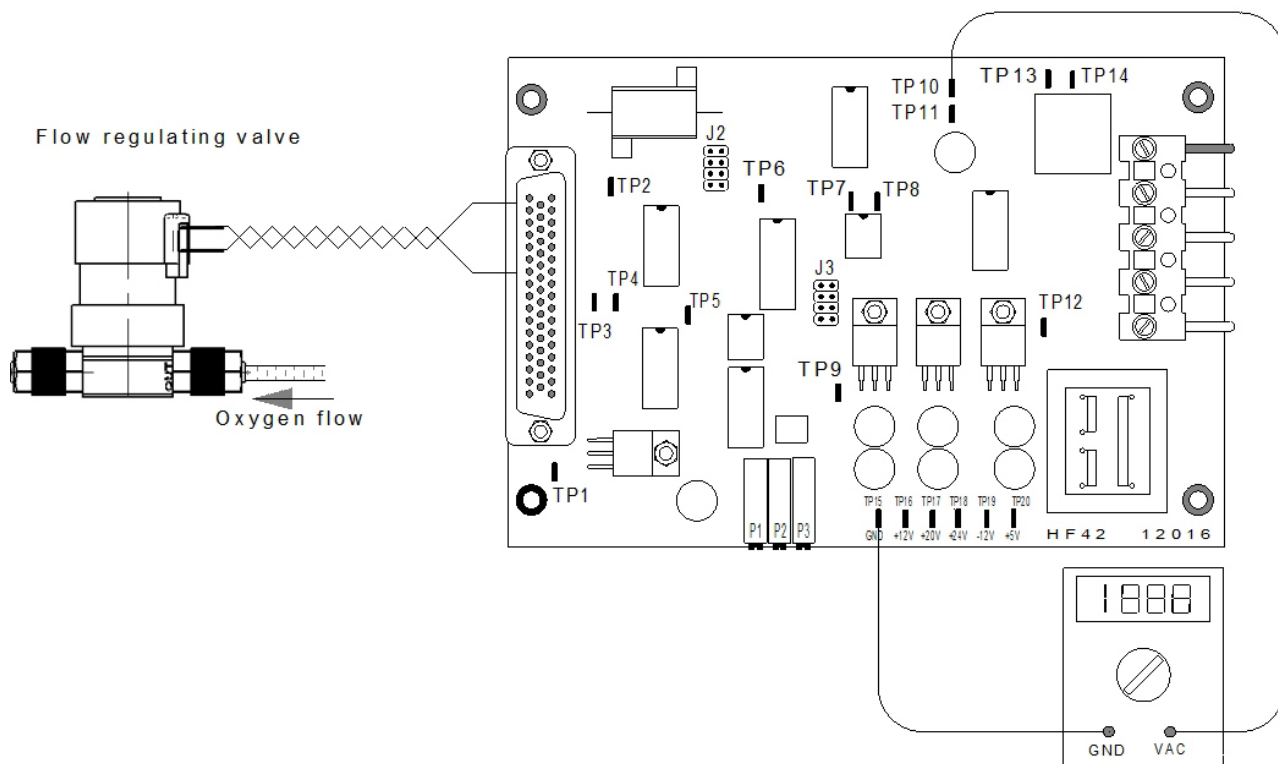 Flow regulating valve
Oxygen flow
TP10
TP11
TP13 TP14
J2
TP2
TP6
TP7 TP8
TP4
TP3
TP5
J3
TP12
TP9
TP1
TP15 TP16 TP17 TP18 TP19 TP20
GND +12V +20V +24V -12V +5V
P1 P2 P3
HF42 12016
GND VAC